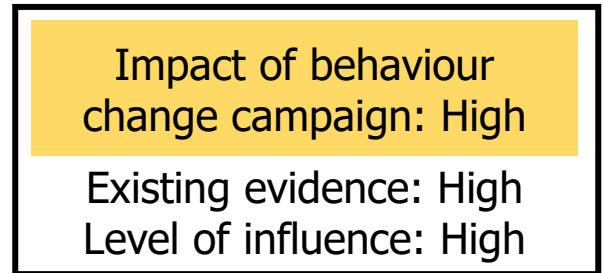 Impact of behaviour
change campaign: High
Existing evidence: High
Level of influence: High